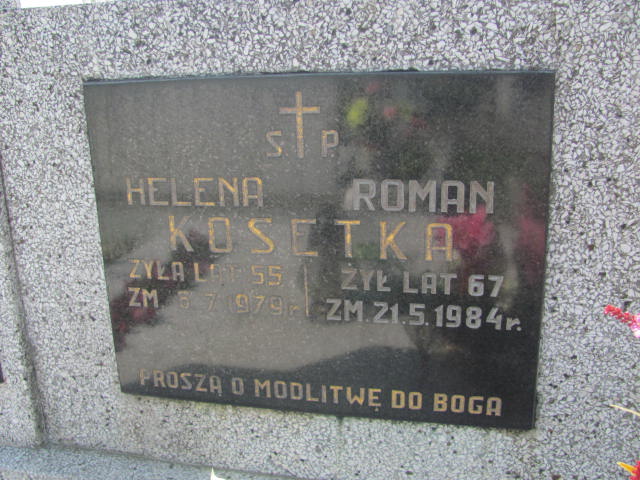 Ś.P.
HELENA ROMAN
KOSETKA
ŻYŁA LAT 55 ŻYŁ LAT 67
ZM 6.7.1979r. ZM.21.5.1984r.
PROSZĄ O MODLITWĘ DO BOGA